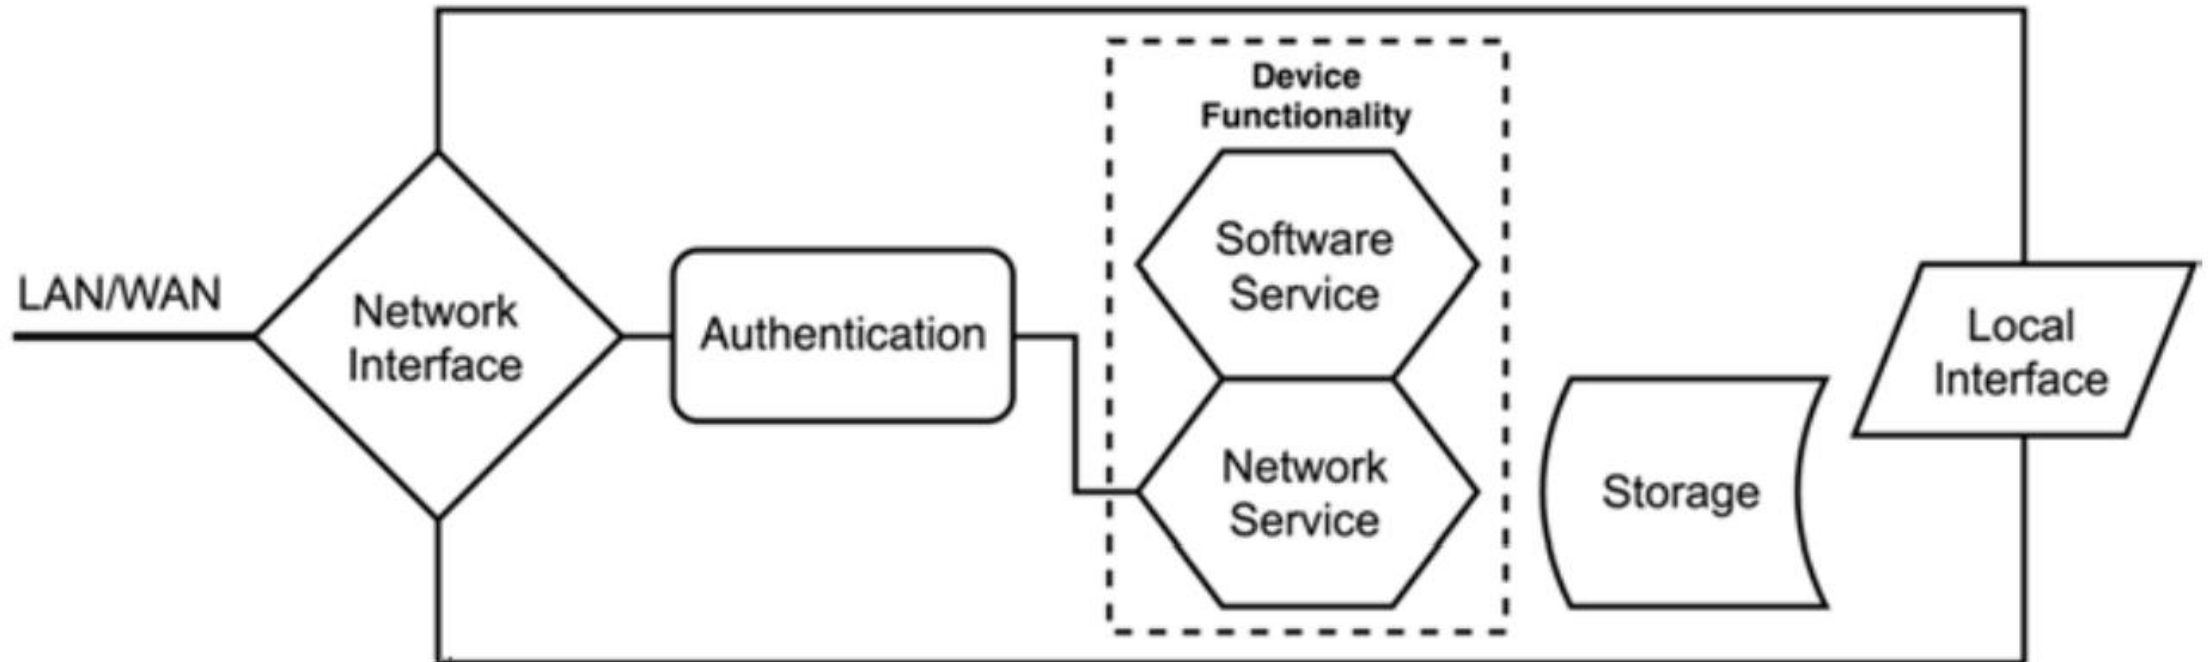 LAN/WAN
Network
Interface
Authentication
Device
Functionality
Software
Service
Network
Service
Storage
Local
Interface